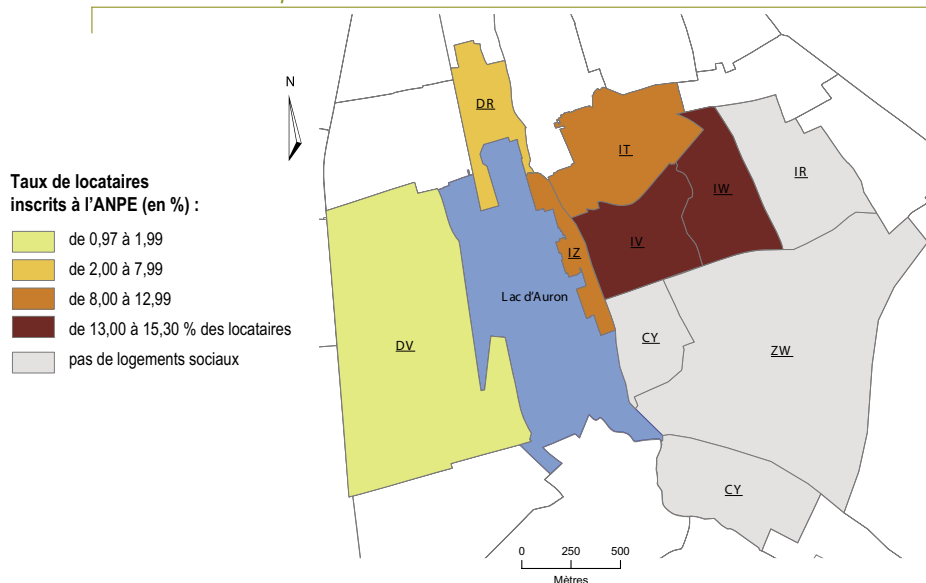 N
Taux de locataires
inscrits à l'ANPE (en %) :
de 0,97 à 1,99
de 2,00 à 7,99
de 8,00 à 12,99
de 13,00 à 15,30 % des locataires
pas de logements sociaux
DR
IT
IR
IW
IV
IZ
Lac d'Auron
DV
CY
ZW
CY
0 250 500
Mètres